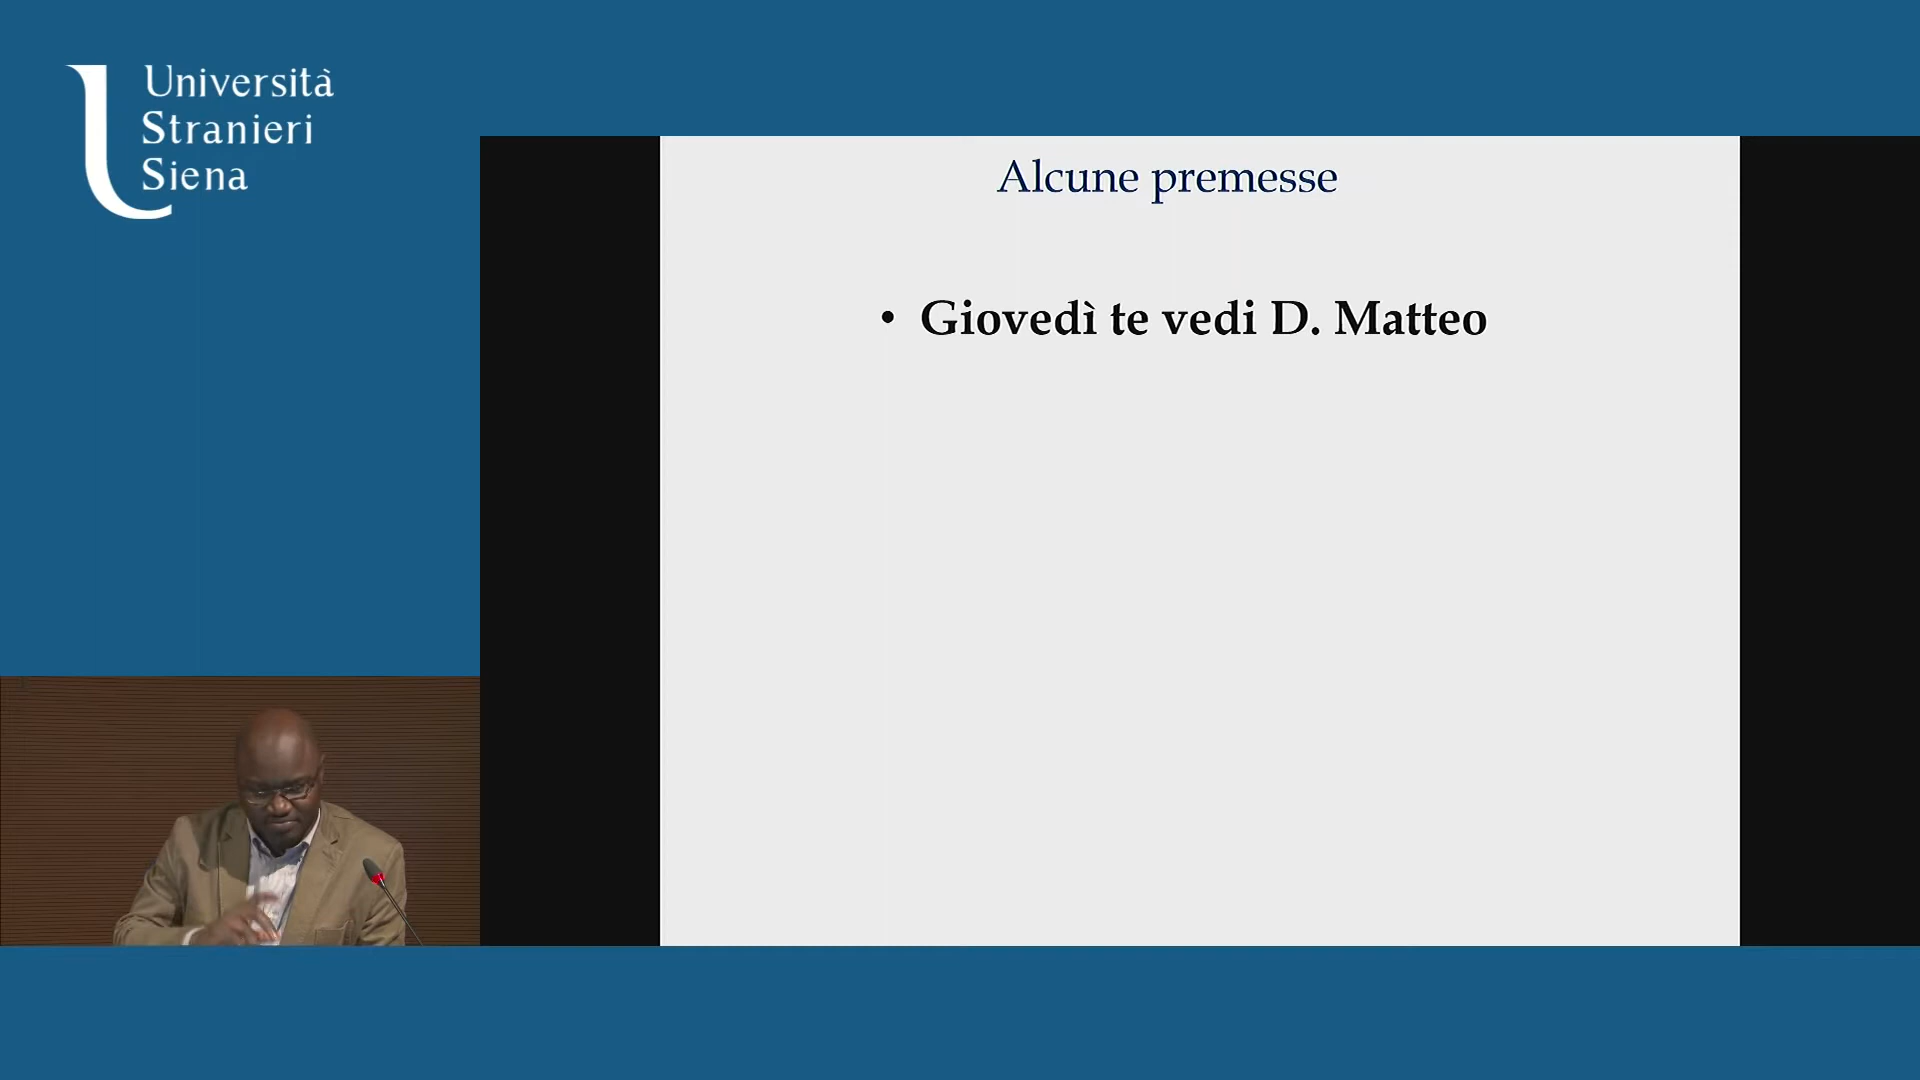 Università
Stranieri
Siena
Alcune premesse
• Giovedì te vedi D. Matteo